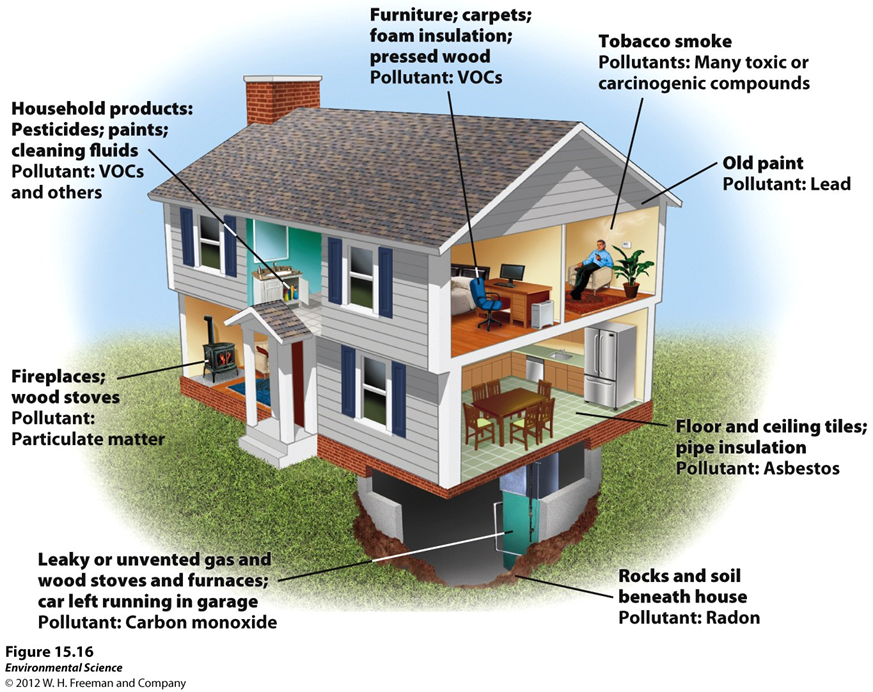 Furniture; carpets;
foam insulation;
pressed wood
Pollutant: VOCs
Tobacco smoke
Pollutants: Many toxic or
carcinogenic compounds
Household products:
Pesticides; paints;
cleaning fluids
Pollutant: VOCs
and others
Old paint
Pollutant: Lead
Fireplaces;
wood stoves
Pollutant:
Particulate matter
Floor and ceiling tiles;
pipe insulation
Pollutant: Asbestos
Leaky or unvented gas and
wood stoves and furnaces;
car left running in garage
Pollutant: Carbon monoxide
Rocks and soil
beneath house
Pollutant: Radon
Figure 15.16
Environmental Science
© 2012 W. H. Freeman and Company